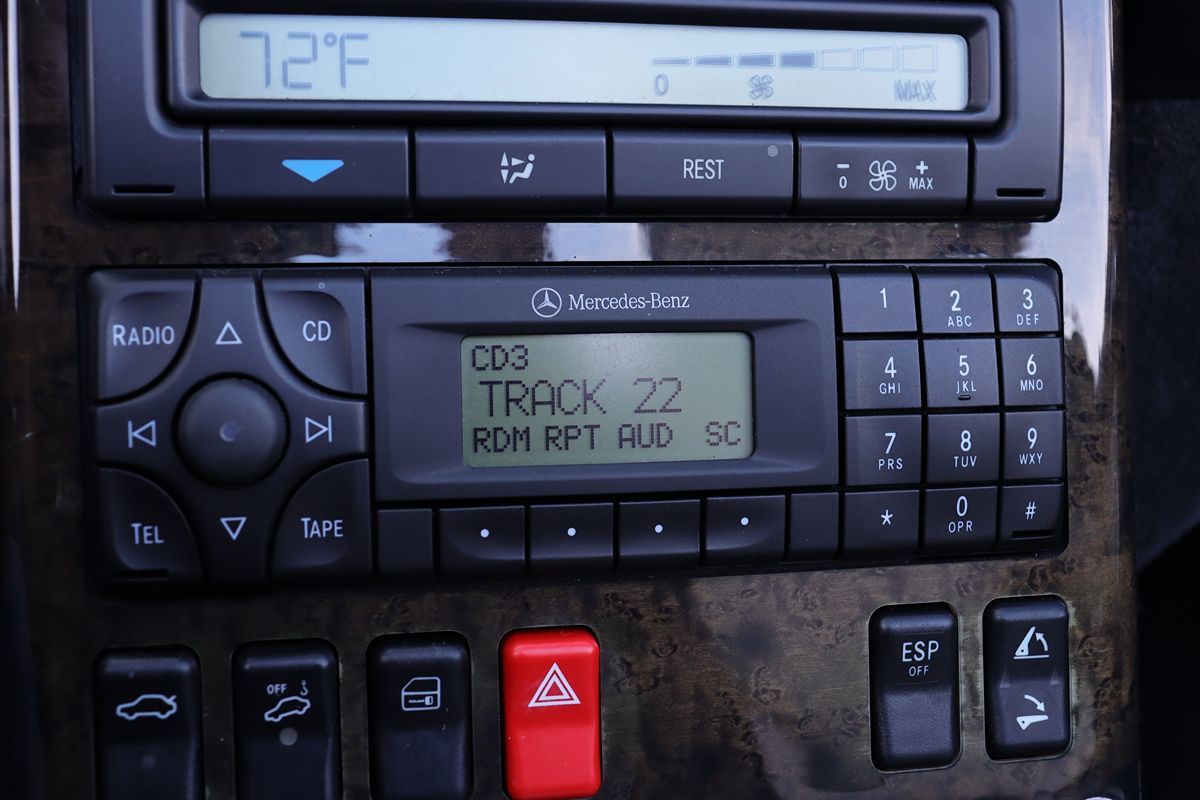 72°F
0 MAX
REST
- 0 + MAX
Mercedes-Benz
RADIO
CD
TEL
TAPE
CD3
TRACK 22
RDM RPT AUD SC
1
2 ABC
3 DEF
4 GHI
5 JKL
6 MNO
7 PRS
8 TUV
9 WXY
*
0 OPR
#
OFF
ESP
OFF